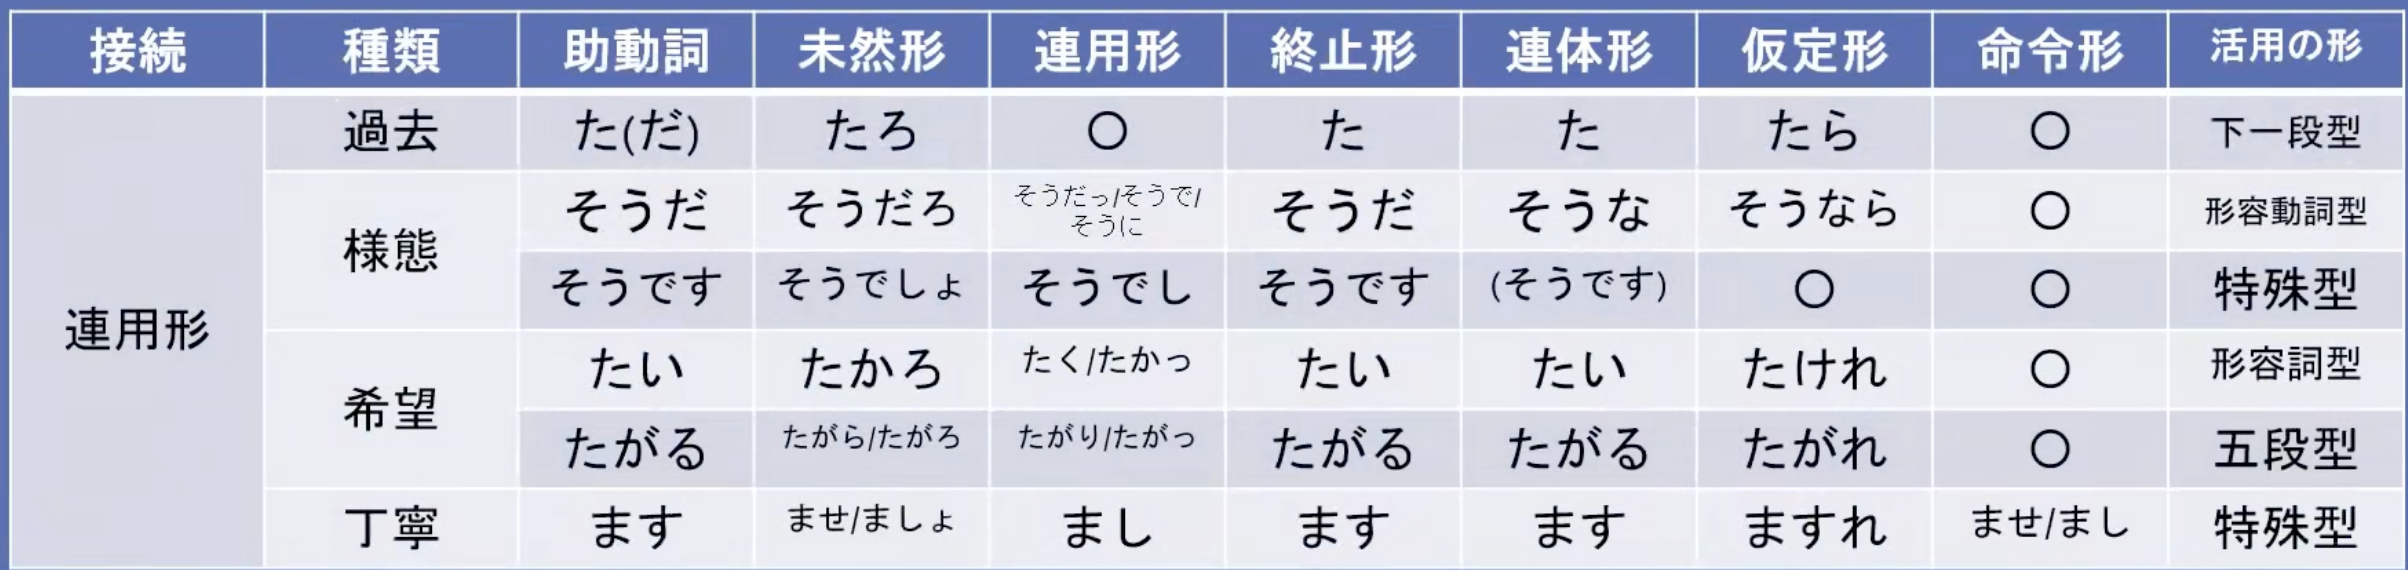 接続 種類 助動詞 未然形 連用形 終止形 連体形 仮定形 命令形 活用の形
連用形
過去 た(だ) たろ 〇 た た たら 〇 下一段型
様態
そうだ そうだろ そうだっ/そうで/ そうだ そうな そうなら 〇 形容動詞型
そうに
そうです そうでしょ そうでし そうです (そうです) 〇 〇 特殊型
希望
たい たかろ たく/たかっ たい たい たけれ 〇 形容詞型
たがる たがら/たがろ たがり/たがっ たがる たがる たがれ 〇 五段型
丁寧 ます ませ/ましょ まし ます ます ますれ ませ/まし 特殊型